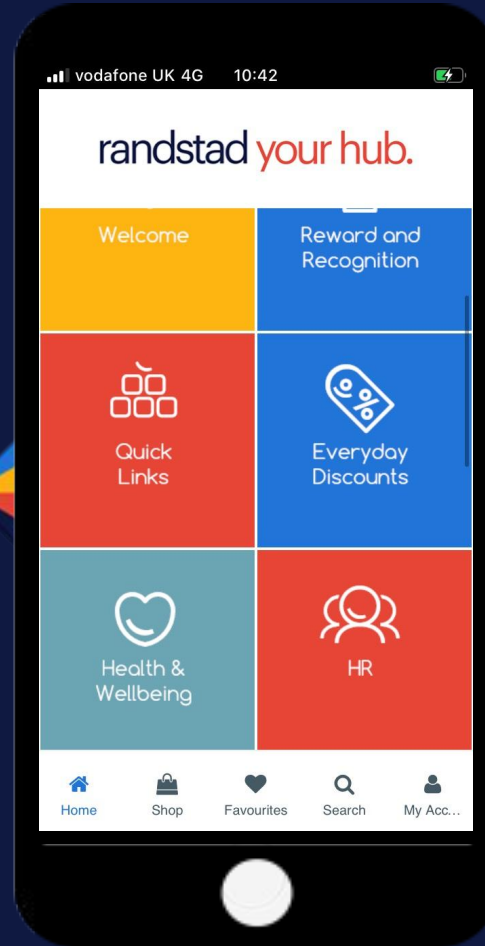 vodafone UK 4G 10:42
randstad your hub.
Welcome
Reward and
Recognition
Quick
Links
Everyday
Discounts
Health &
Wellbeing
HR
Home
Shop
Favourites
Search
My Acc...